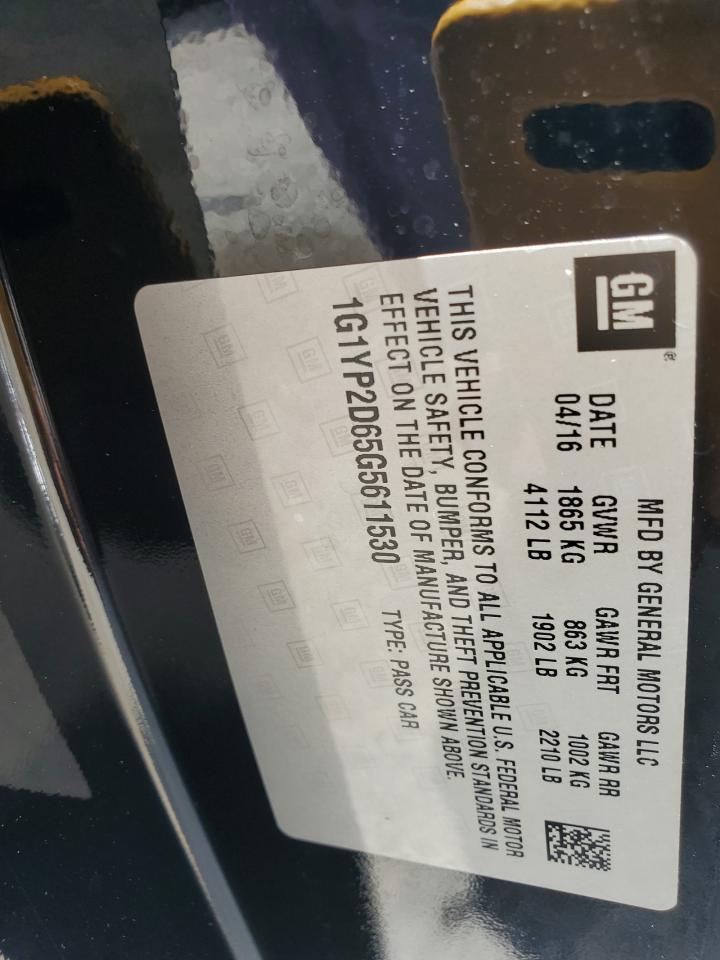 GM®
MFD BY GENERAL MOTORS LLC
DATE GVWR GAWR FRT GAWR RR
04/16 1865 KG 863 KG 1002 KG
4112 LB 1902 LB 2210 LB
THIS VEHICLE CONFORMS TO ALL APPLICABLE U.S. FEDERAL MOTOR
VEHICLE SAFETY, BUMPER, AND THEFT PREVENTION STANDARDS IN
EFFECT ON THE DATE OF MANUFACTURE SHOWN ABOVE.
1G1YP2D65G5611530 TYPE: PASS CAR